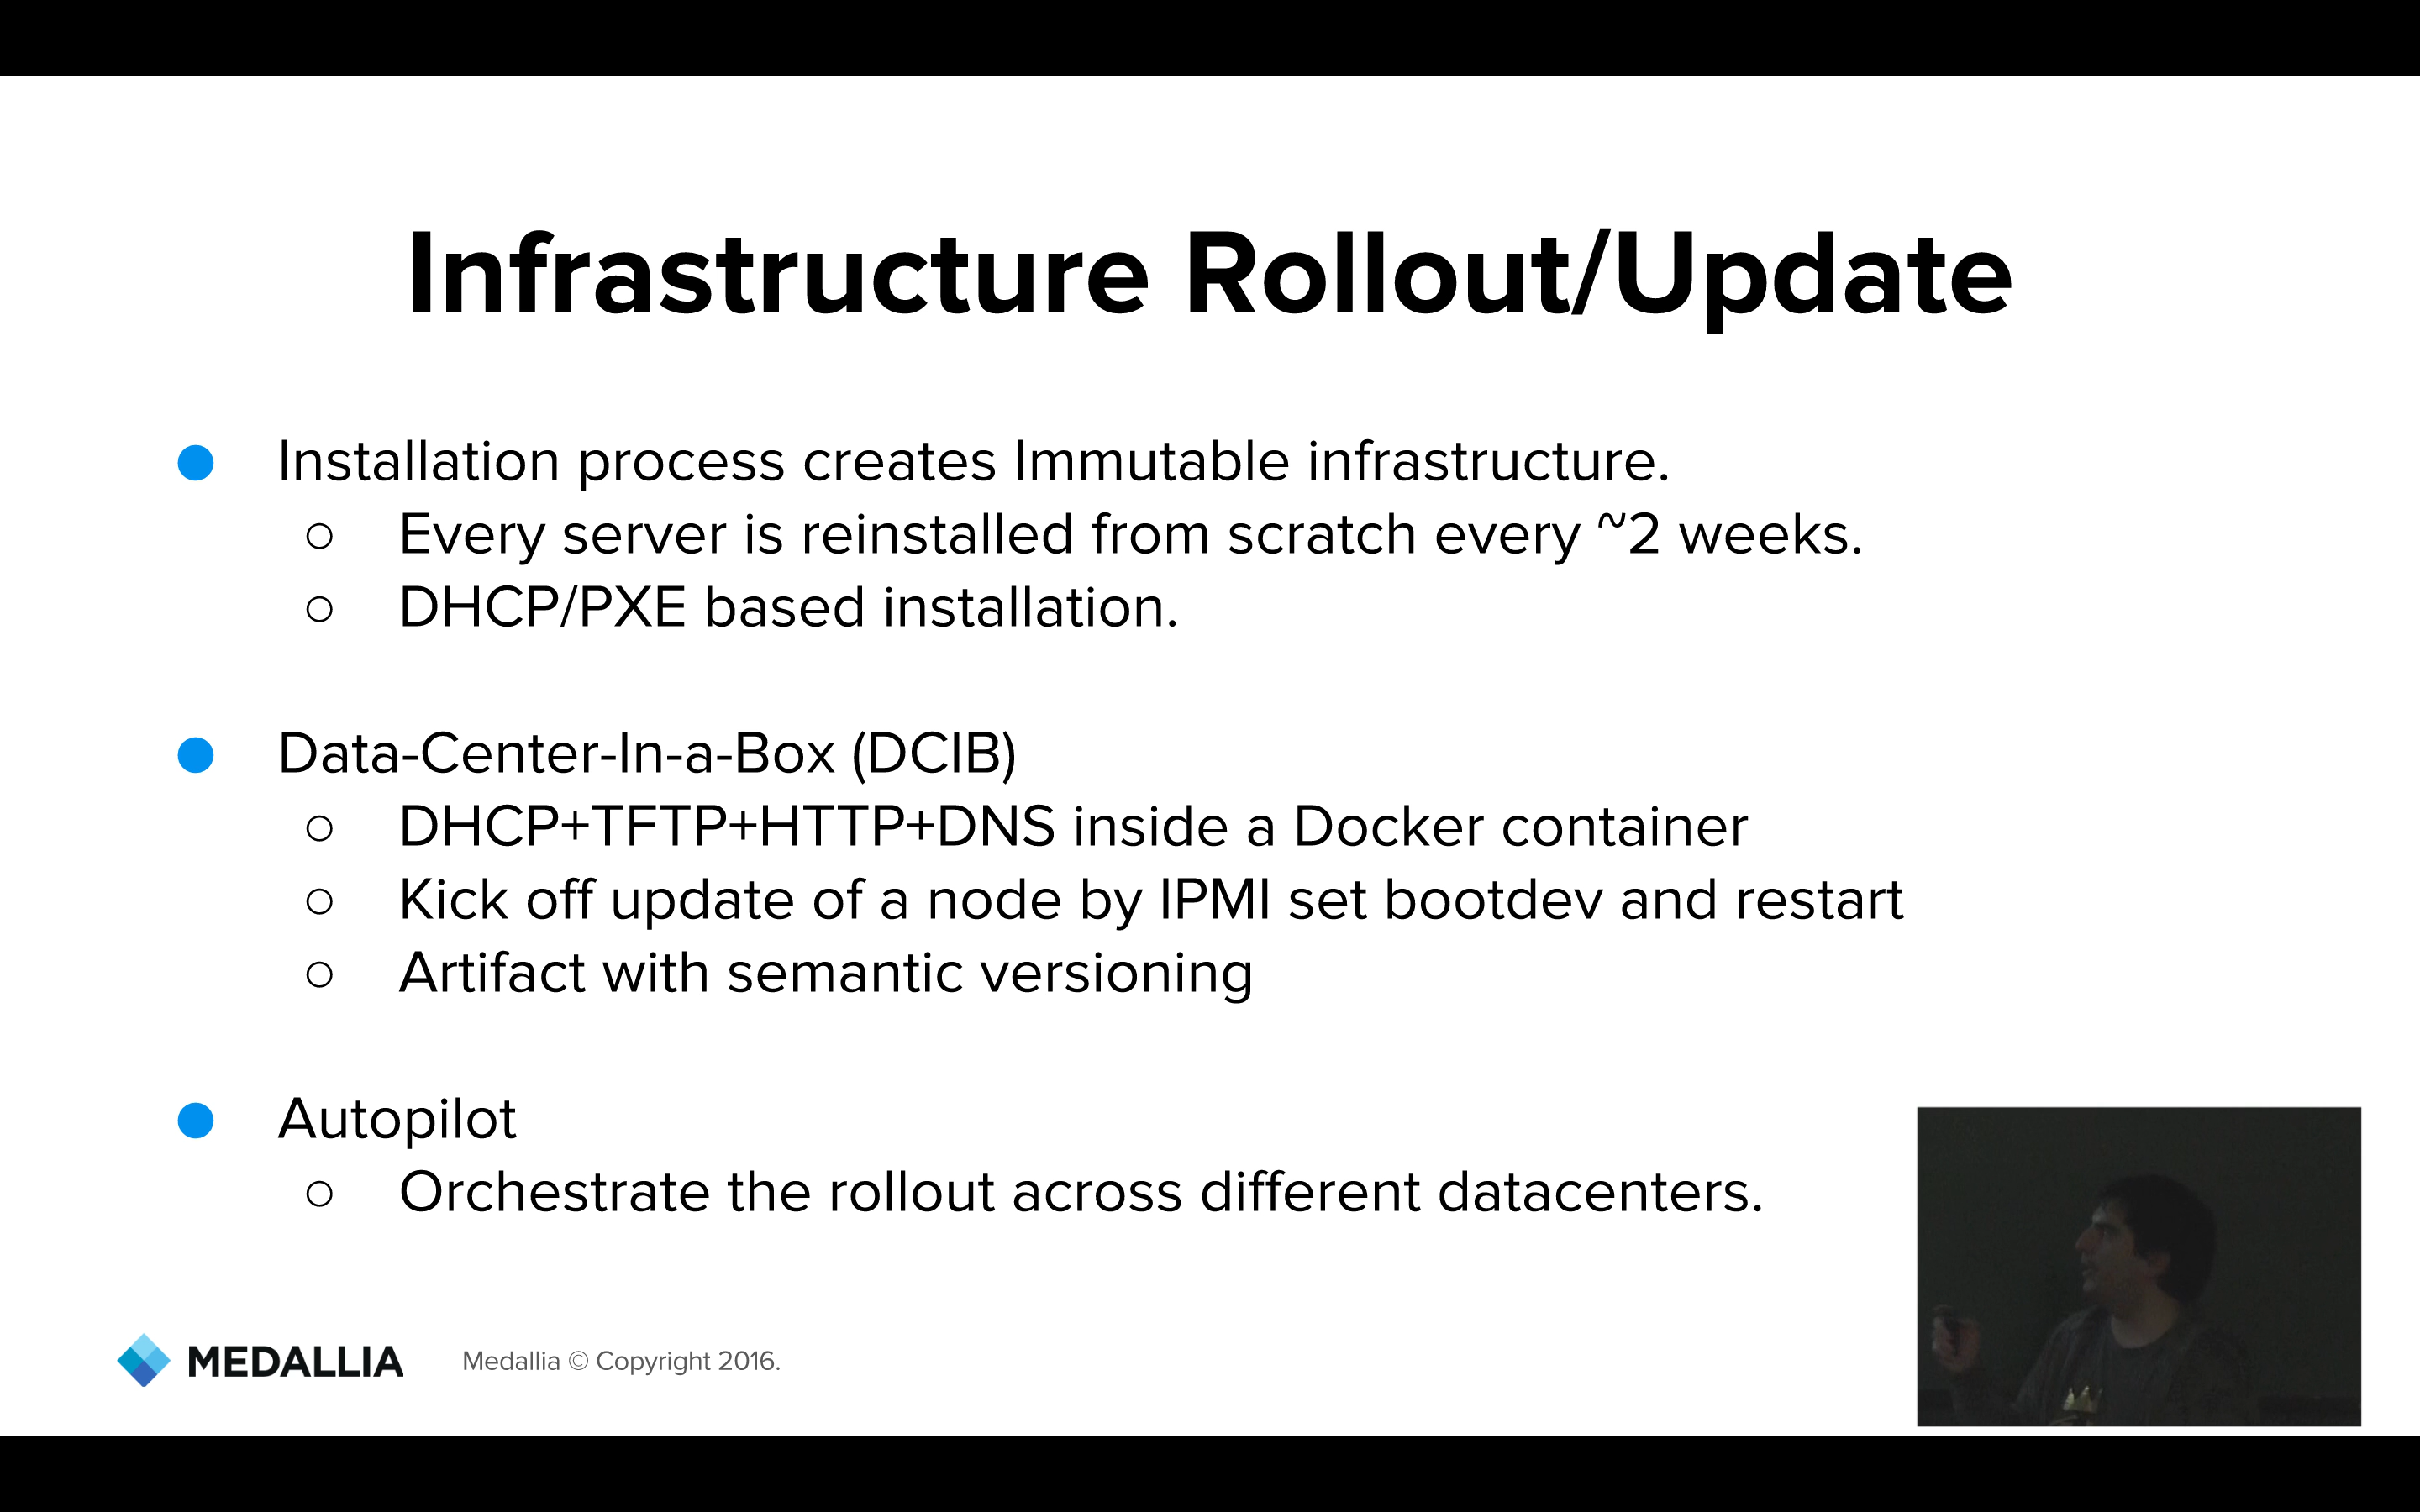 Infrastructure Rollout/Update
Installation process creates Immutable infrastructure.
Every server is reinstalled from scratch every ~2 weeks.
DHCP/PXE based installation.
Data-Center-In-a-Box (DCIB)
DHCP+TFTP+HTTP+DNS inside a Docker container
Kick off update of a node by IPMI set bootdev and restart
Artifact with semantic versioning
Autopilot
Orchestrate the rollout across different datacenters.
MEDALLIA
Medallia © Copyright 2016.